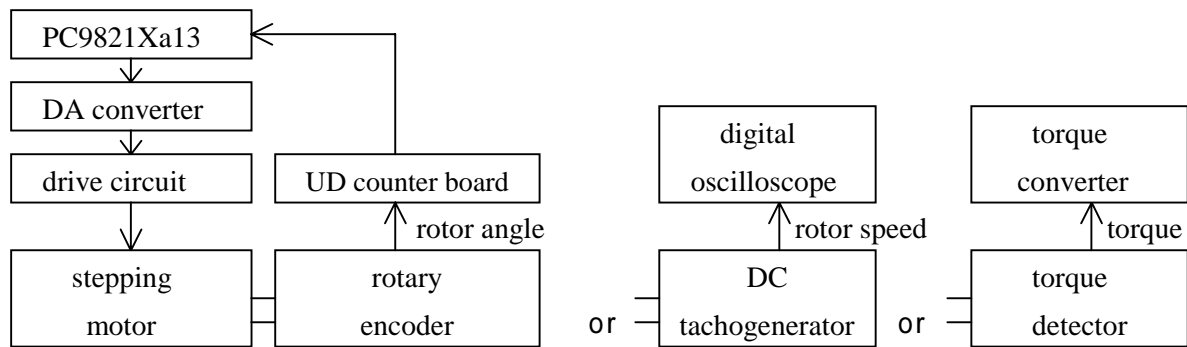 PC9821Xa13
DA converter
drive circuit
stepping
motor
UD counter board
rotor angle
rotary
encoder
or
digital
oscilloscope
rotor speed
DC
tachogenerator
or
torque
converter
torque
torque
detector